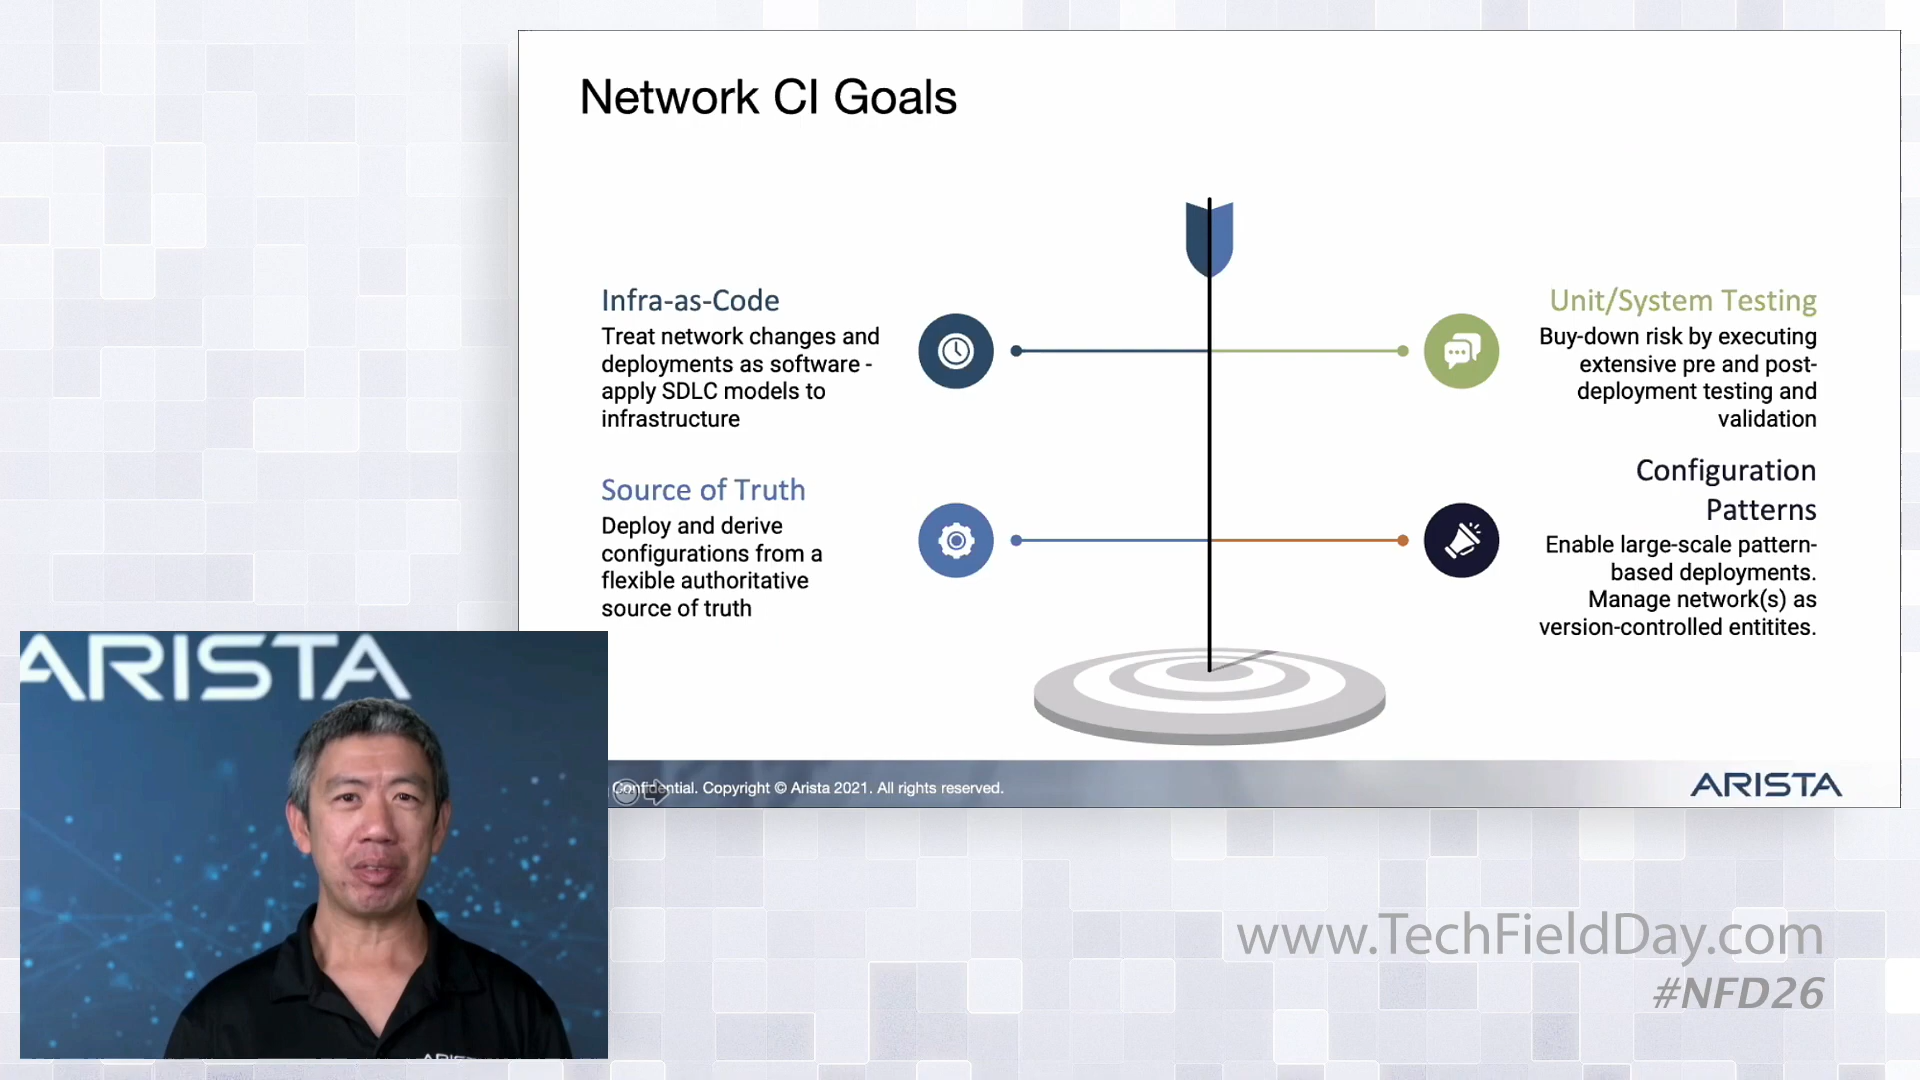 Network CI Goals
Infra-as-Code
Treat network changes and
deployments as software -
apply SDLC models to
infrastructure
Source of Truth
Deploy and derive
configurations from a
flexible authoritative
source of truth
Unit/System Testing
Buy-down risk by executing
extensive pre and post-
deployment testing and
validation
Configuration
Patterns
Enable large-scale pattern-
based deployments.
Manage network(s) as
version-controlled entitites.
Confidential. Copyright © Arista 2021. All rights reserved.
ARISTA
ARISTA
ARISTA
www.TechFieldDay.com
#NFD26